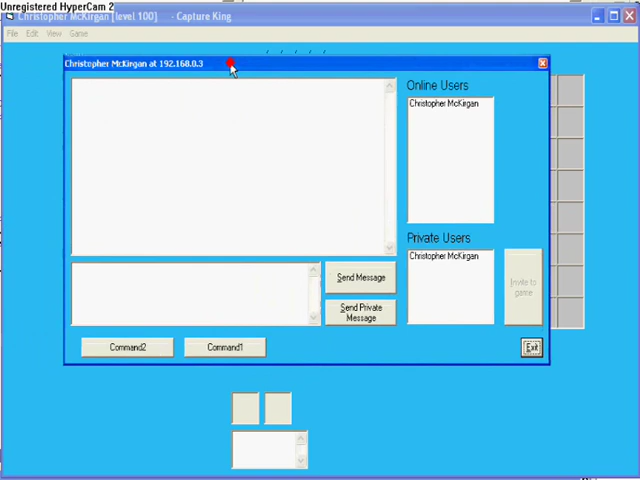 Unregistered HyperCam 2
Christopher McKirgan [level 100]   - Capture King
File Edit View Game
Christopher McKirgan at 192.168.0.3
Online Users
Christopher McKirgan
Private Users
Christopher McKirgan
Send Message
Send Private
Message
Invite to
game
Command2
Command1
Exit